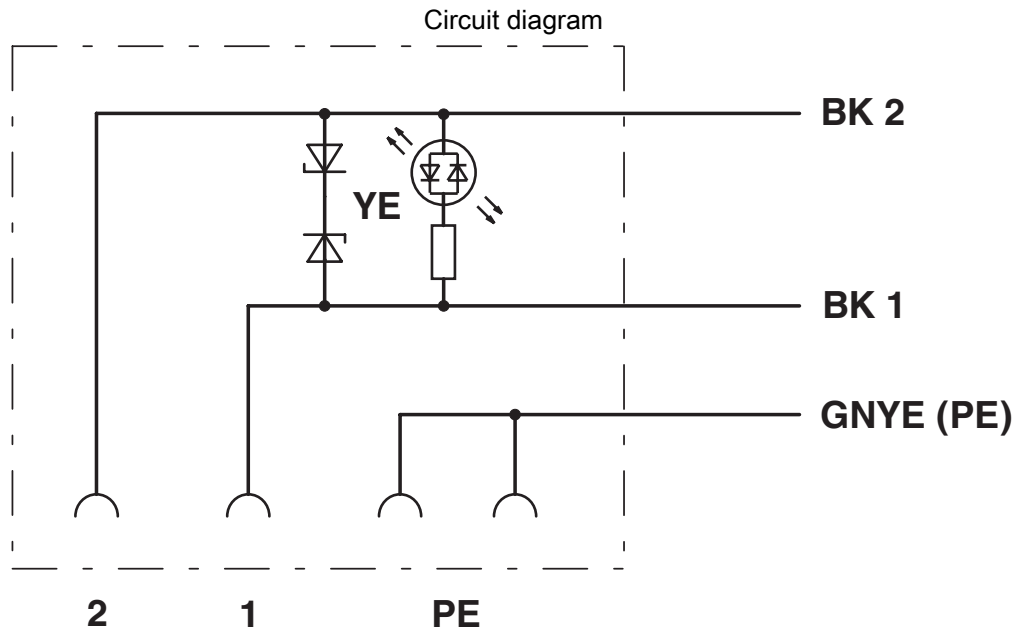 Circuit diagram
BK 2
YE
BK 1
GNYE (PE)
2 1 PE